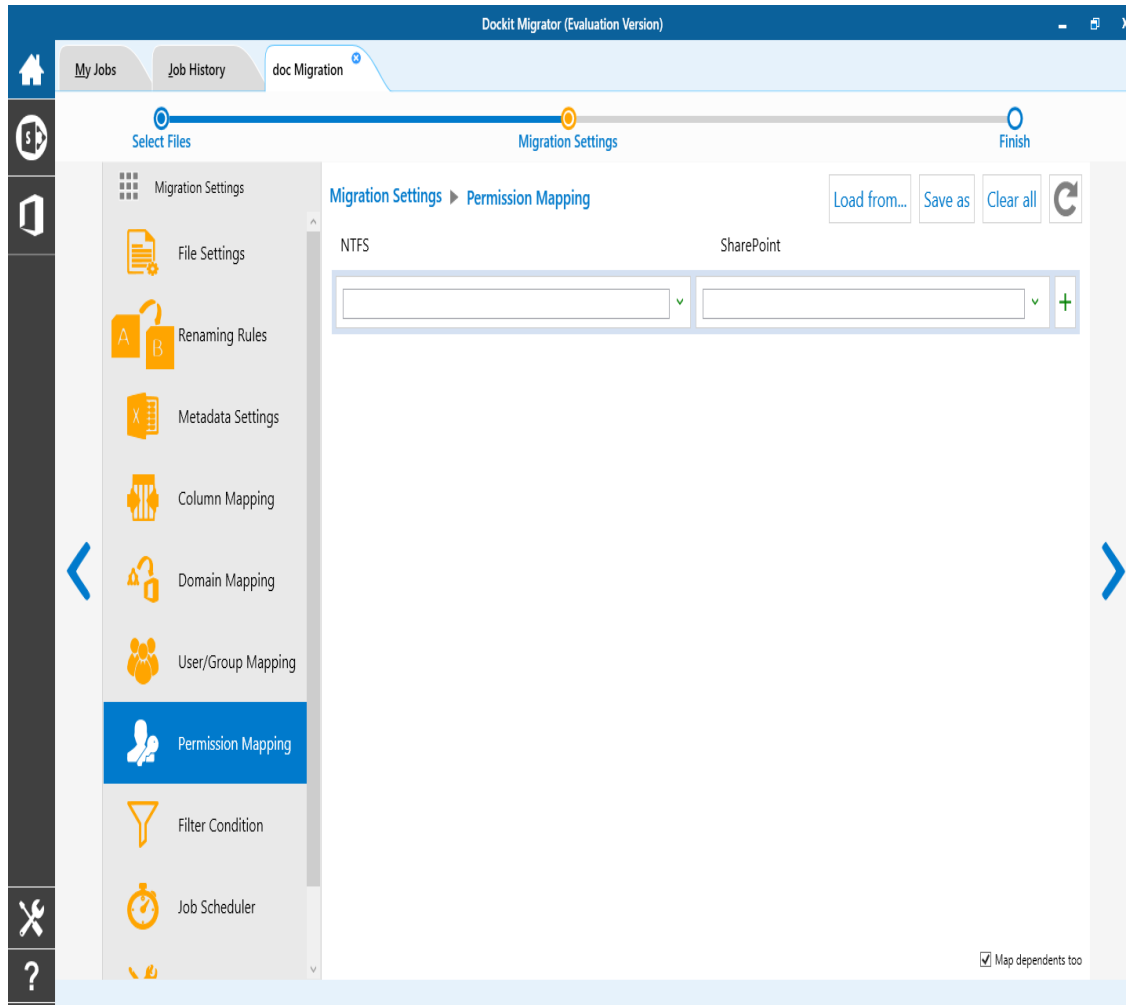 Dockit Migrator (Evaluation Version)
My Jobs
Job History
doc Migration
Select Files
Migration Settings
Finish
Migration Settings
File Settings
A B
Renaming Rules
X
Metadata Settings
Column Mapping
Domain Mapping
User/Group Mapping
Permission Mapping
Filter Condition
Job Scheduler
Migration Settings ▶ Permission Mapping
Load from...
Save as
Clear all
NTFS
SharePoint
+
Map dependents too
S
?